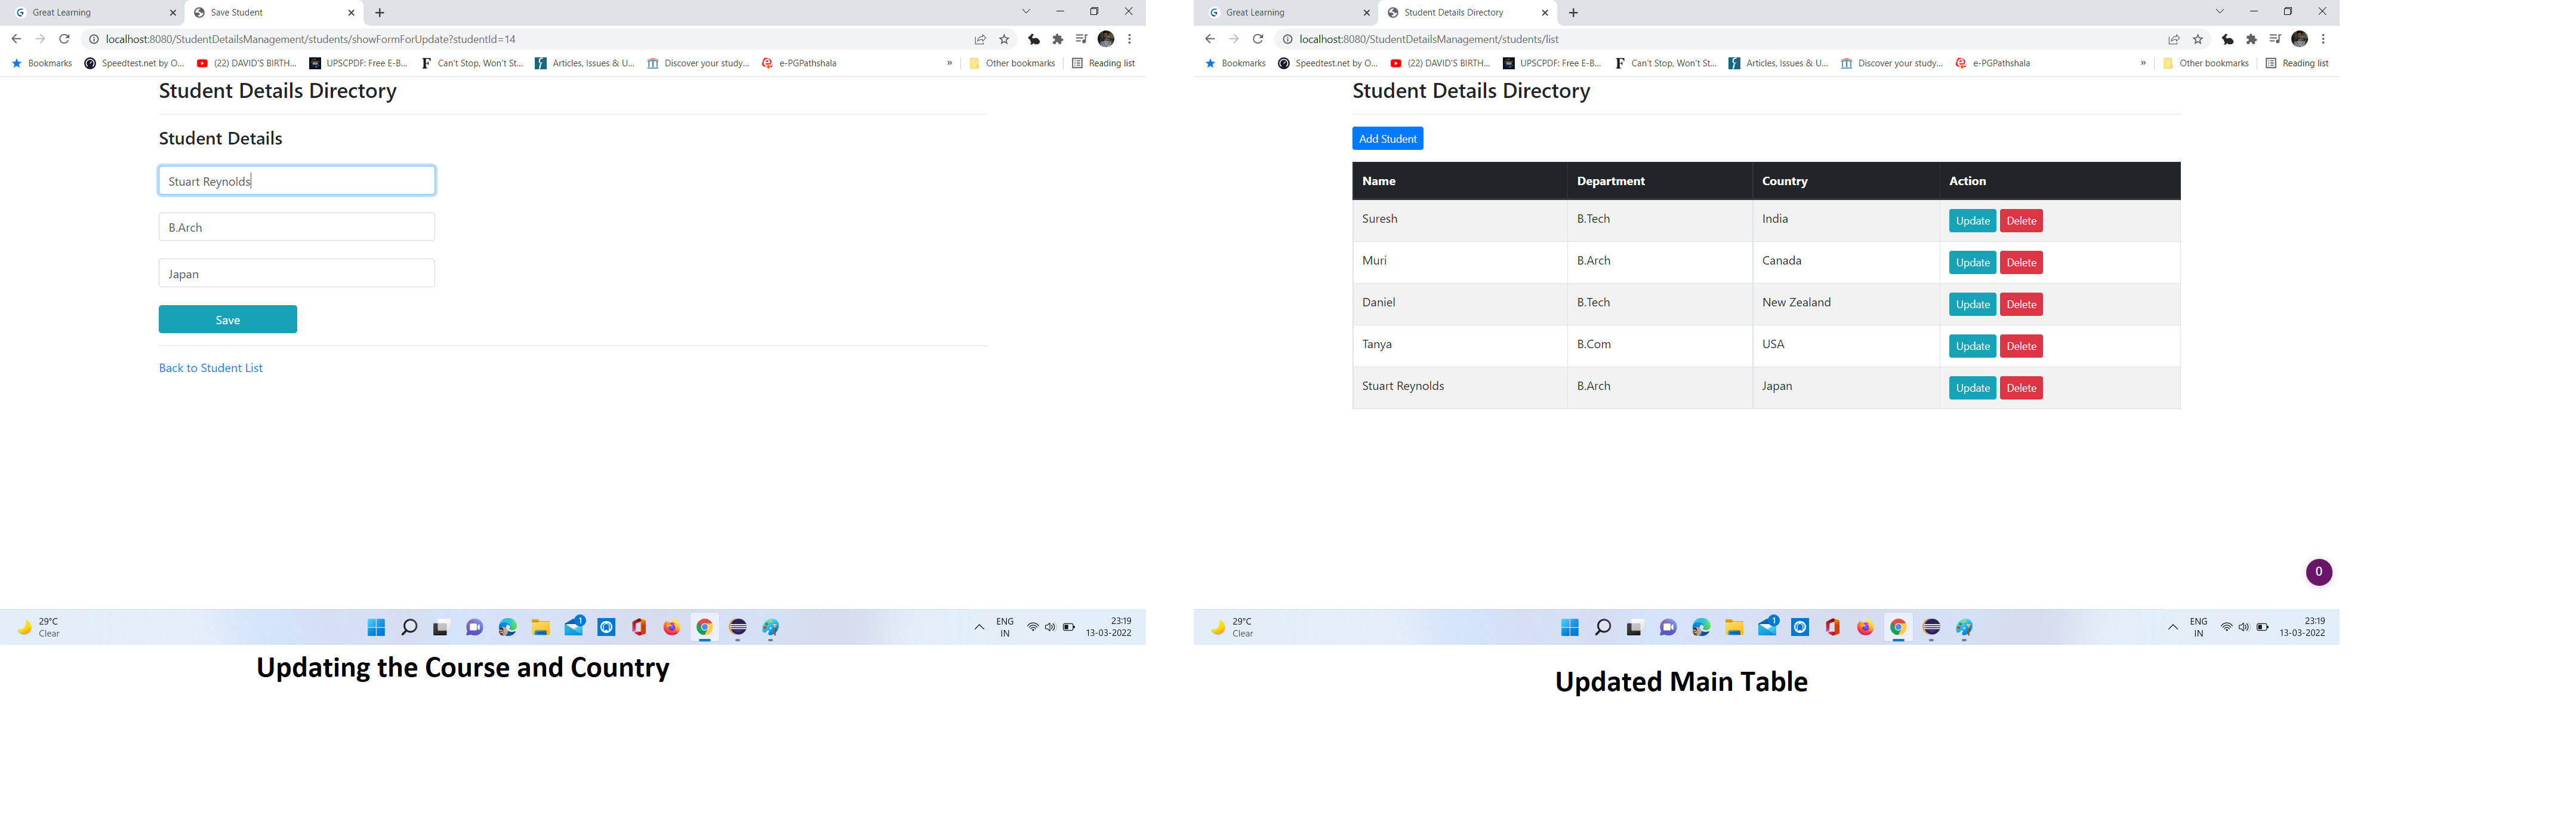 Great Learning
Save Student
localhost:8080/StudentDetailsManagement/students/showFormForUpdate?studentId=14
Bookmarks Speedtest.net by O... (22) DAVID'S BIRTH... UPSCPDF: Free E-B... Can't Stop, Won't St... Articles, Issues & U... Discover your study... e-PGPathshala » Other bookmarks Reading list
Student Details Directory
Student Details
Stuart Reynolds
B.Arch
Japan
Save
Back to Student List
29°C
Clear
1
ENG
IN
23:19
13-03-2022
Updating the Course and Country
Great Learning
Student Details Directory
localhost:8080/StudentDetailsManagement/students/list
Bookmarks Speedtest.net by O... (22) DAVID'S BIRTH... UPSCPDF: Free E-B... Can't Stop, Won't St... Articles, Issues & U... Discover your study... e-PGPathshala » Other bookmarks Reading list
Student Details Directory
Add Student
Name Department Country Action
Suresh B.Tech India Update Delete
Muri B.Arch Canada Update Delete
Daniel B.Tech New Zealand Update Delete
Tanya B.Com USA Update Delete
Stuart Reynolds B.Arch Japan Update Delete
0
29°C
Clear
1
ENG
IN
23:19
13-03-2022
Updated Main Table